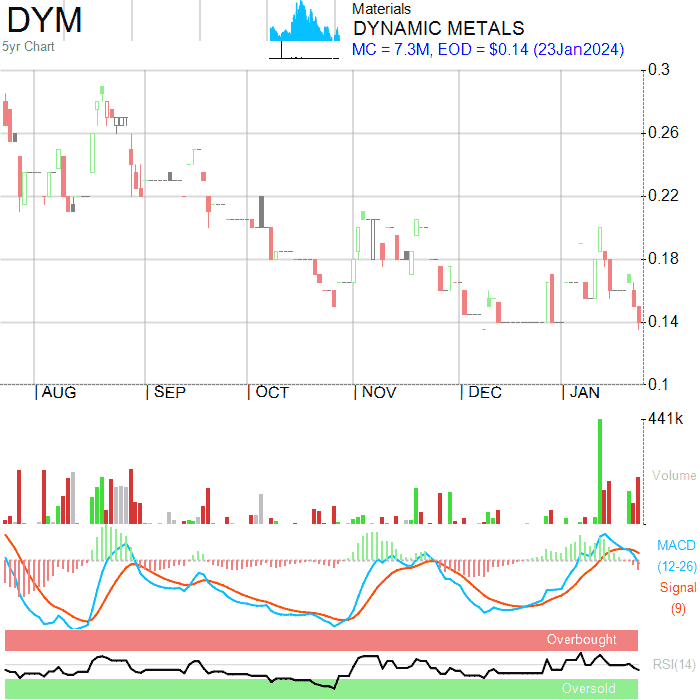 DYM
5yr Chart
Materials
DYNAMIC METALS
MC = 7.3M, EOD = $0.14 (23Jan2024)
0.3
0.26
0.22
0.18
0.14
0.1
AUG SEP OCT NOV DEC JAN
441k
Volume
MACD
(12-26)
Signal
(9)
Overbought
RSI(14)
Oversold